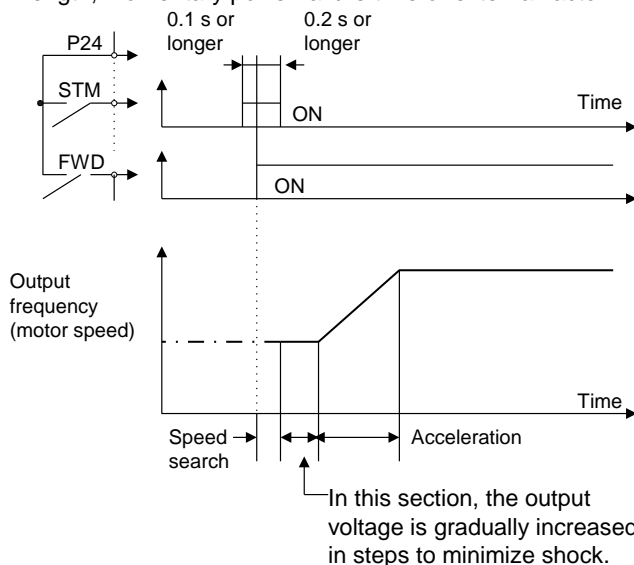 0.1 s or
longer
0.2 s or
longer
P24
STM
ON
Time
FWD
ON
Output
frequency
(motor speed)
Time
Speed
search
Acceleration
In this section, the output
voltage is gradually increased
in steps to minimize shock.